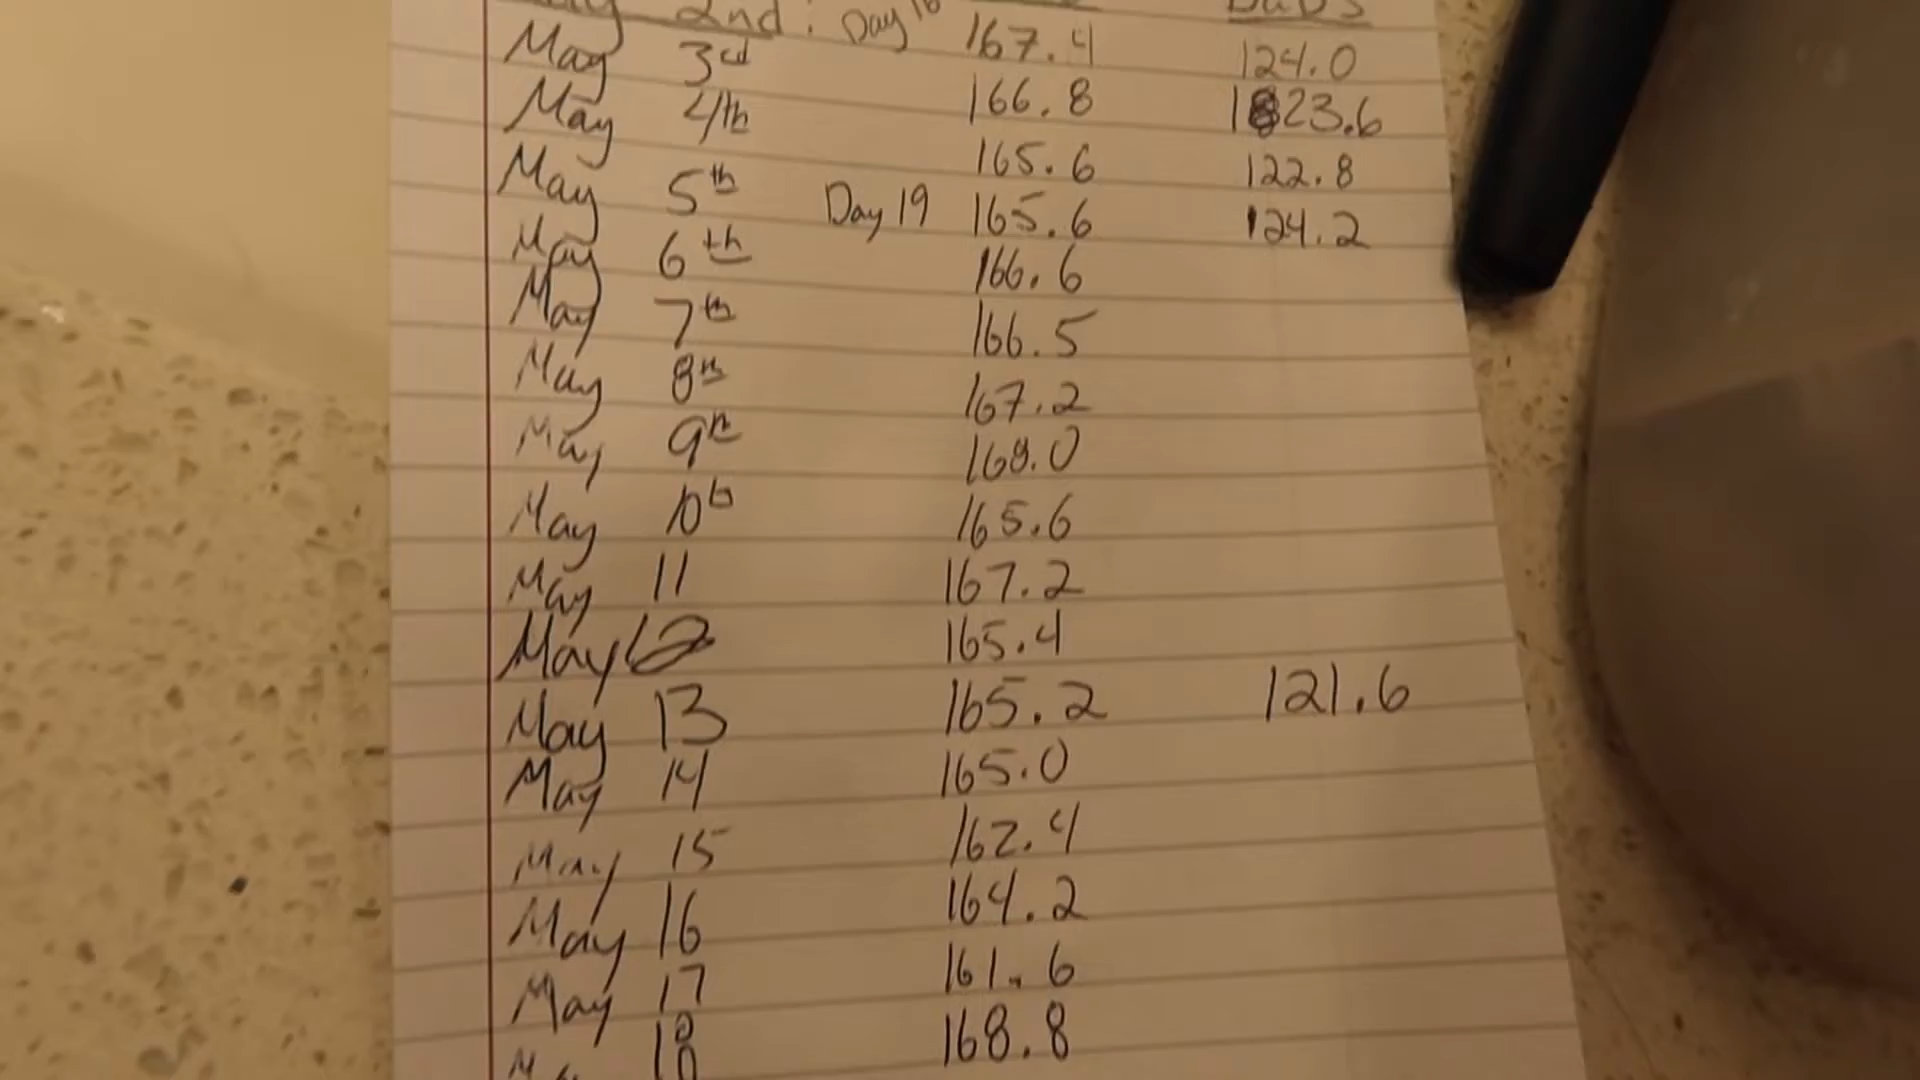 2nd: Day 16 167.4 124.0
May 3rd 166.8 123.6
May 4th 165.6 122.8
May 5th Day 19 165.6 124.2
May 6th 166.6
May 7th 166.5
May 8th 167.2
May 9th 168.0
May 10th 165.6
May 11 167.2
May 12 165.4
May 13 165.2 121.6
May 14 165.0
May 15 162.4
May 16 164.2
May 17 161.6
18 168.8